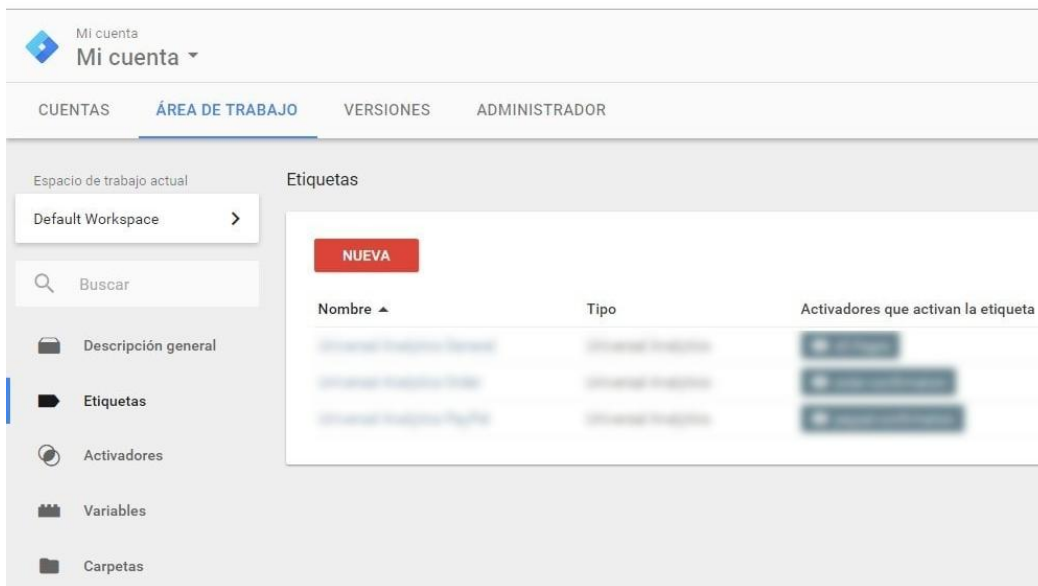 Mi cuenta
Mi cuenta
CUENTAS ÁREA DE TRABAJO VERSIONES ADMINISTRADOR
Espacio de trabajo actual
Default Workspace
Buscar
Descripción general
Etiquetas
Activadores
Variables
Carpetas
Etiquetas
NUEVA
Nombre Tipo Activadores que activan la etiqueta